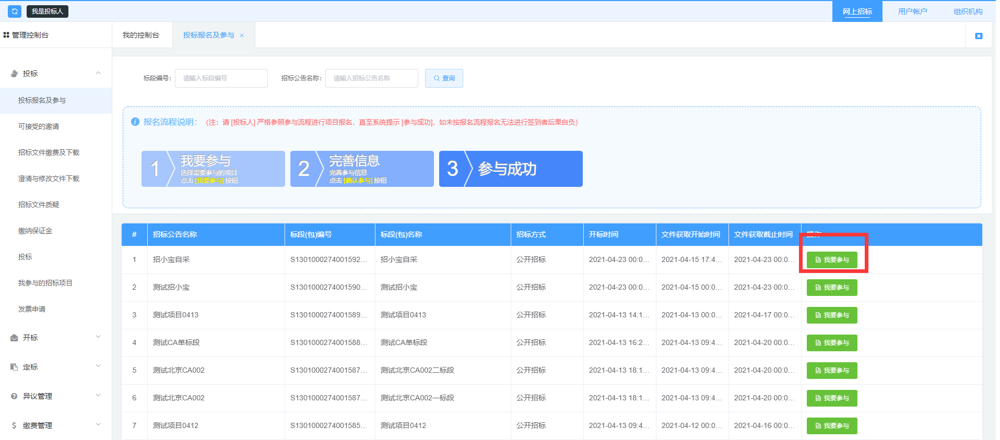 我是投标人
网上招标 用户帐户 组织机构
管理控制台
我的控制台 投标报名及参与
投标
投标报名及参与
可接受的邀请
招标文件缴费及下载
澄清与修改文件下载
招标文件质疑
缴纳保证金
投标
我参与的招标项目
发票申请
开标
定标
异议管理
缴费管理
标段编号: 请输入标段编号 招标公告名称: 请输入招标公告名称 查询
报名流程说明: (注：请 [投标人] 严格参照参与流程进行项目报名，直至系统提示 [参与成功]，如未按报名流程报名无法进行签到者后果自负)
1 我要参与
选择需要参与的项目
点击 [我要参与] 按钮
2 完善信息
完善参与信息
点击 [确认参与] 按钮
3 参与成功
# 招标公告名称 标段(包)编号 标段(包)名称 招标方式 开标时间 文件获取开始时间 文件获取截止时间 操作
1 招小宝自采 S1301000274001592... 招小宝自采 公开招标 2021-04-23 00:0... 2021-04-15 17:4... 2021-04-23 00:0... 我要参与
2 测试招小宝 S1301000274001590... 测试招小宝 公开招标 2021-04-23 00:0... 2021-04-15 00:0... 2021-04-23 00:0... 我要参与
3 测试项目0413 S1301000274001589... 测试项目0413 公开招标 2021-04-13 14:1... 2021-04-13 00:0... 2021-04-17 00:0... 我要参与
4 测试CA单标段 S1301000274001588... 测试CA单标段 公开招标 2021-04-13 16:2... 2021-04-13 09:4... 2021-04-20 00:0... 我要参与
5 测试北京CA002 S1301000274001587... 测试北京CA002二标段 公开招标 2021-04-13 18:1... 2021-04-13 09:4... 2021-04-20 00:0... 我要参与
6 测试北京CA002 S1301000274001587... 测试北京CA002一标段 公开招标 2021-04-13 18:1... 2021-04-13 09:4... 2021-04-20 00:0... 我要参与
7 测试项目0412 S1301000274001585... 测试项目0412 公开招标 2021-04-13 09:4... 2021-04-12 00:0... 2021-04-16 00:0... 我要参与